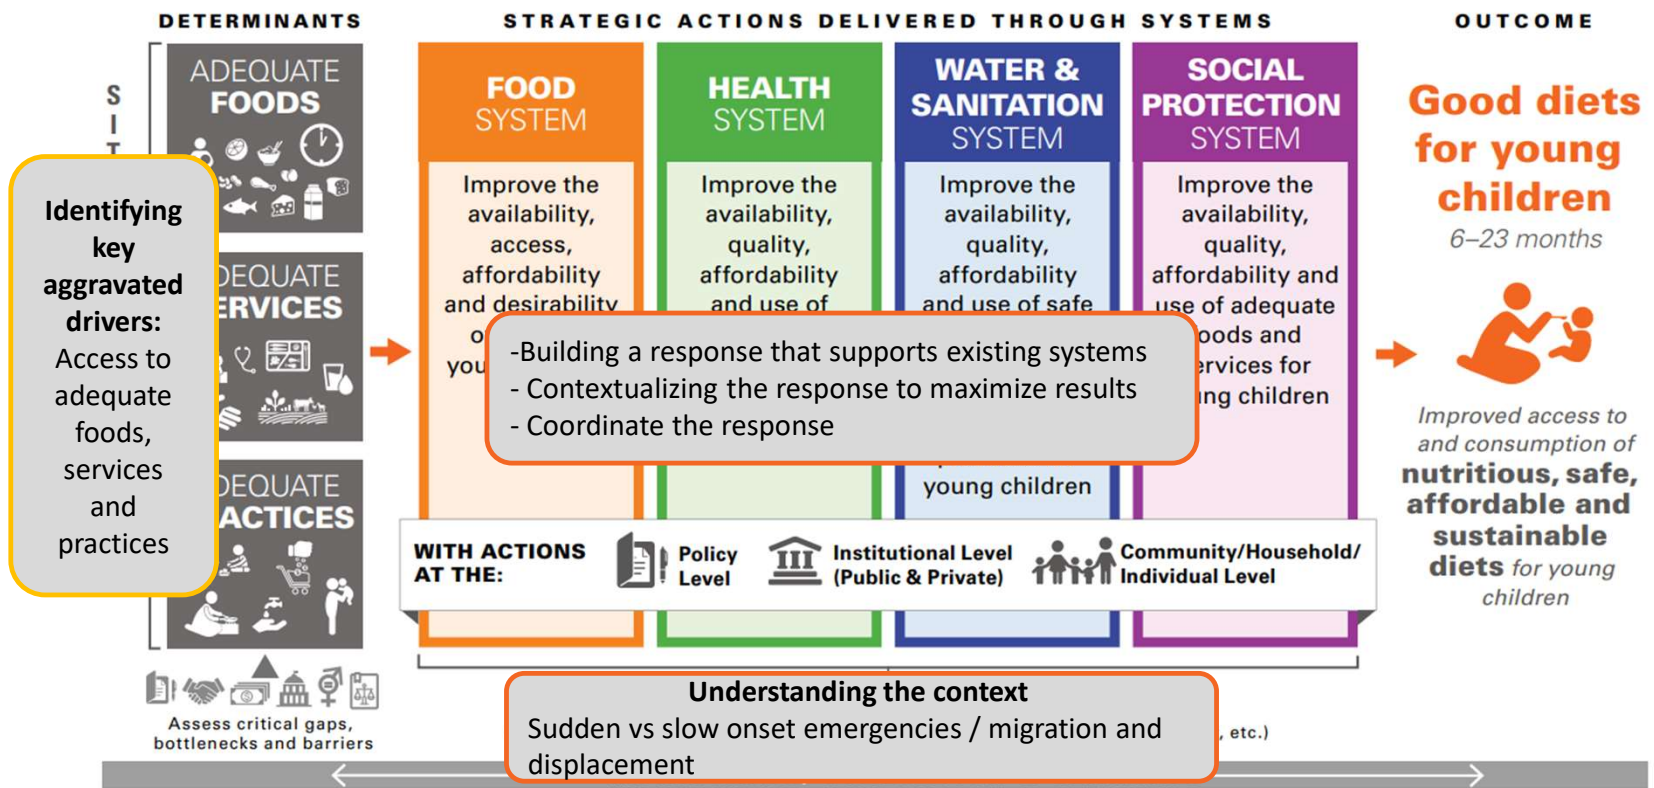 DETERMINANTS
STRATEGIC ACTIONS DELIVERED THROUGH SYSTEMS
OUTCOME
S
I
T
ADEQUATE
FOODS
Identifying
key
aggravated
drivers:
Access to
adequate
foods,
services
and
practices
FOOD
SYSTEM
Improve the
availability,
access,
affordability
and desirability
HEALTH
SYSTEM
Improve the
availability,
quality,
affordability
and use of
WATER &
SANITATION
SYSTEM
Improve the
availability,
quality,
affordability
and use of safe
young children
SOCIAL
PROTECTION
SYSTEM
Improve the
availability,
quality,
affordability and
use of adequate
and
for
children
-Building a response that supports existing systems
- Contextualizing the response to maximize results
- Coordinate the response
WITH ACTIONS
AT THE:
Policy
Level
Institutional Level
(Public & Private)
Community/Household/
Individual Level
Good diets
for young
children
6–23 months
Improved access to
and consumption of
nutritious, safe,
affordable and
sustainable
diets for young
children
Assess critical gaps,
bottlenecks and barriers
Understanding the context
Sudden vs slow onset emergencies / migration and
displacement
, etc.)